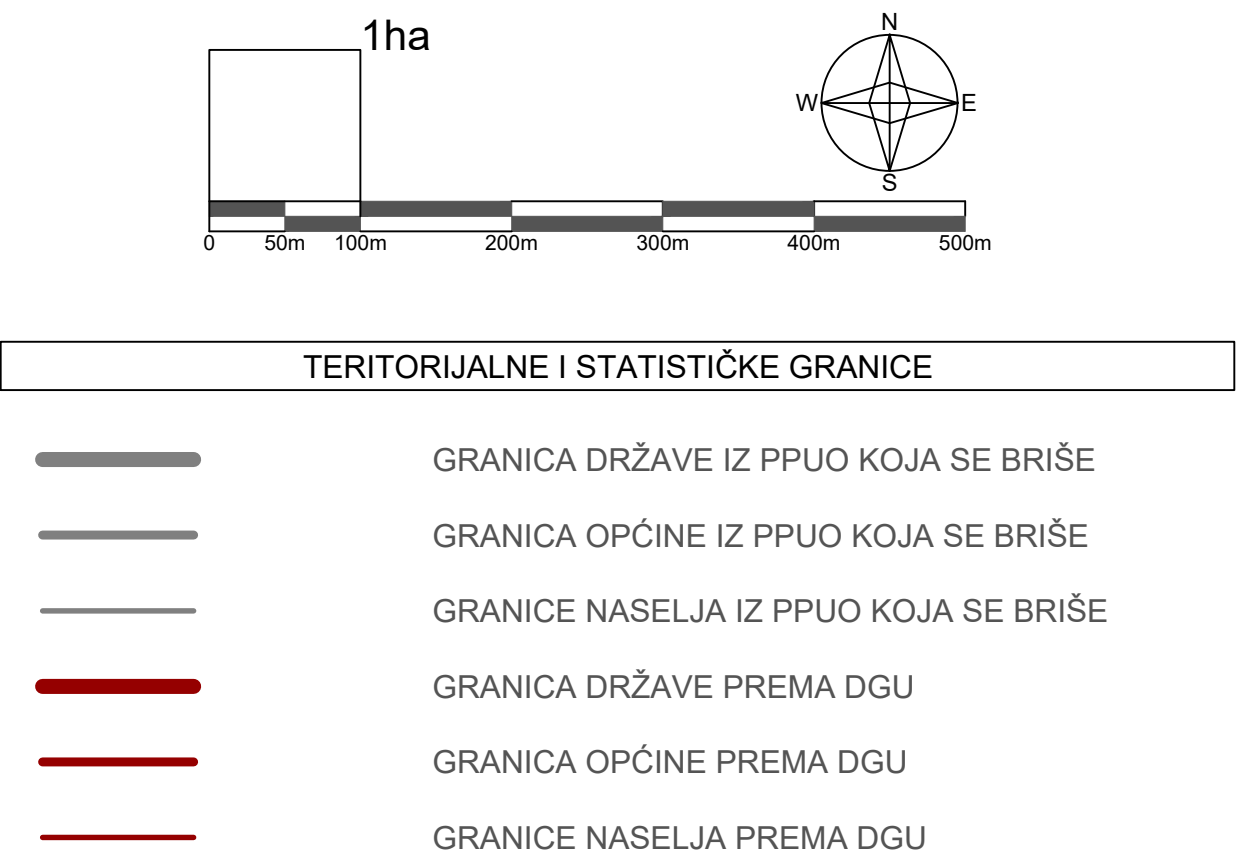 1ha
N
W E
S
0 50m 100m 200m 300m 400m 500m
TERITORIJALNE I STATISTIČKE GRANICE
GRANICA DRŽAVE IZ PPUO KOJA SE BRIŠE
GRANICA OPĆINE IZ PPUO KOJA SE BRIŠE
GRANICE NASELJA IZ PPUO KOJA SE BRIŠE
GRANICA DRŽAVE PREMA DGU
GRANICA OPĆINE PREMA DGU
GRANICE NASELJA PREMA DGU